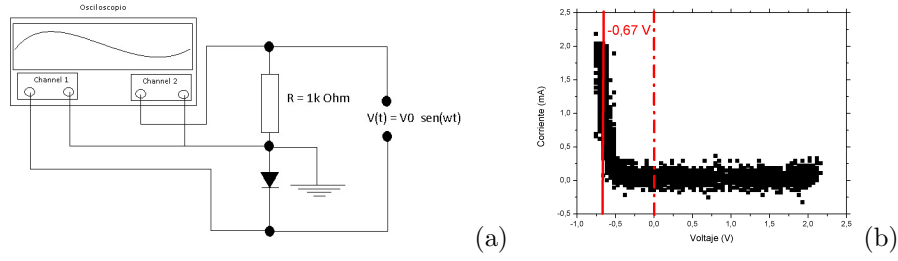 Osciloscopio
Channel 1
Channel 2
R = 1k Ohm
V(t) = V0 sen(wt)
(a)
2,5
2,0
1,5
1,0
0,5
0,0
-0,5
Corriente (mA)
-0,67 V
-1,0 -0,5 0,0 0,5 1,0 1,5 2,0 2,5
Voltaje (V)
(b)